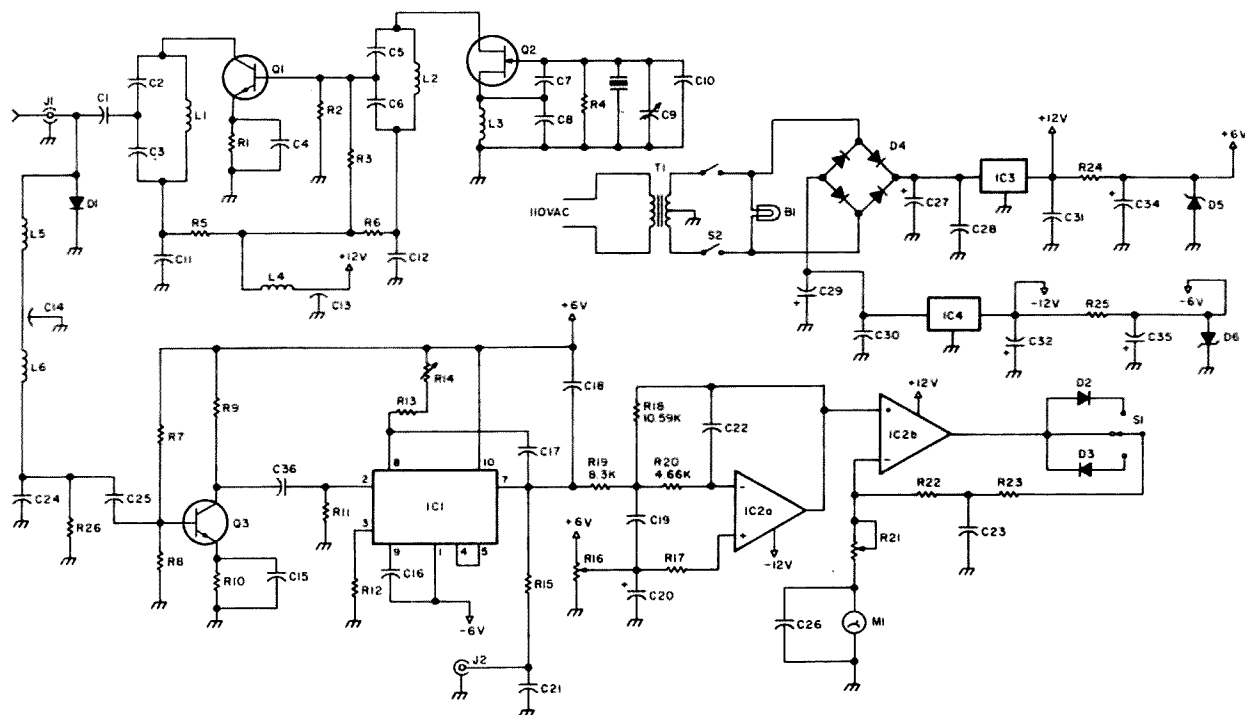 C5
Q2
C2
Q1
L2
C7
C10
J1
C1
L1
R2
C6
R4
C9
C3
R1
C4
R3
L3
C8
+12V
+6V
D4
T1
R24
IC3
D1
110VAC
B1
C27
C31
C34
D5
L5
R5
R6
S2
C28
C11
+12V
C12
L4
C29
-12V
R25
-6V
C14
C13
IC4
C30
C32
C35
D6
+6V
L6
R14
C18
+12V
D2
R13
R18
10.59K
S1
R9
C22
IC2b
R7
C17
R19
8.3K
R20
4.66K
D3
8
10
C36
2
7
R22
R23
C24
C25
IC1
IC2a
R26
Q3
R11
3
C19
+6V
R21
C23
9
1
4
5
R16
R17
-12V
R8
C16
R15
R10
C15
R12
C20
-6V
C26
M1
J2
C21